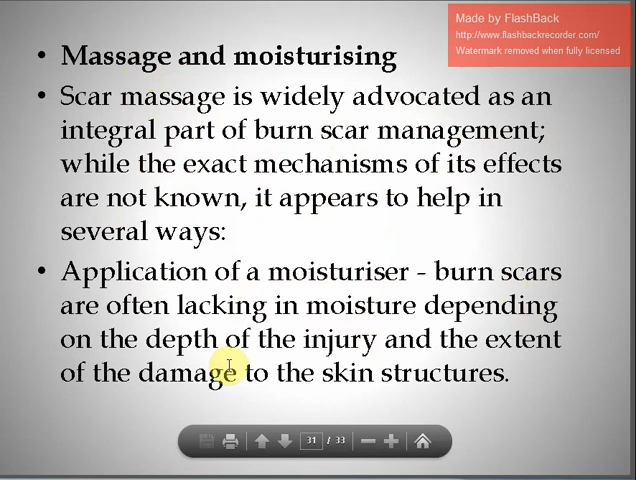 Made by FlashBack
http://www.flashbackrecorder.com/
Watermark removed when fully licensed
• Massage and moisturising
• Scar massage is widely advocated as an
integral part of burn scar management;
while the exact mechanisms of its effects
are not known, it appears to help in
several ways:
• Application of a moisturiser - burn scars
are often lacking in moisture depending
on the depth of the injury and the extent
of the damage to the skin structures.
31 / 33